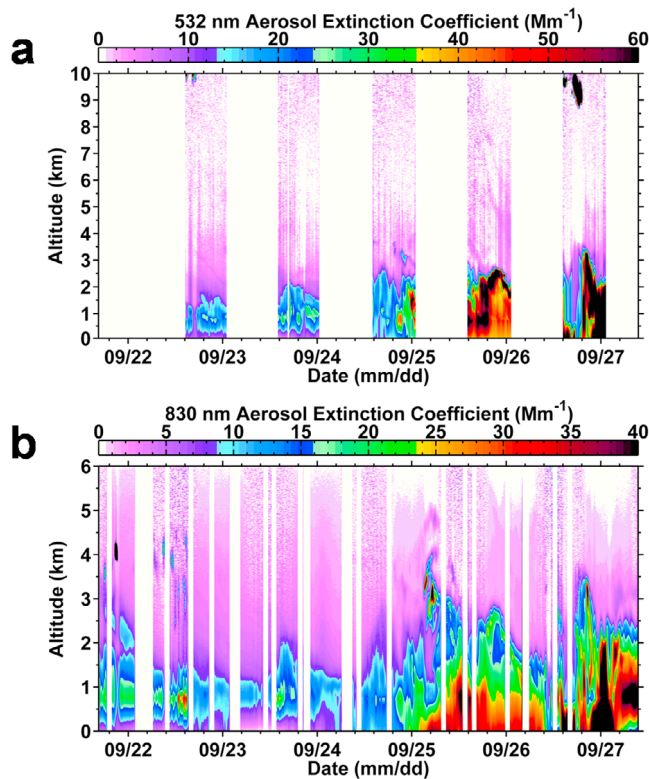 a
532 nm Aerosol Extinction Coefficient (Mm⁻¹)
0 10 20 30 40 50 60
10
9
8
7
6
5
4
3
2
1
0
Altitude (km)
09/22 09/23 09/24 09/25 09/26 09/27
Date (mm/dd)
b
830 nm Aerosol Extinction Coefficient (Mm⁻¹)
0 5 10 15 20 25 30 35 40
6
5
4
3
2
1
0
Altitude (km)
09/22 09/23 09/24 09/25 09/26 09/27
Date (mm/dd)